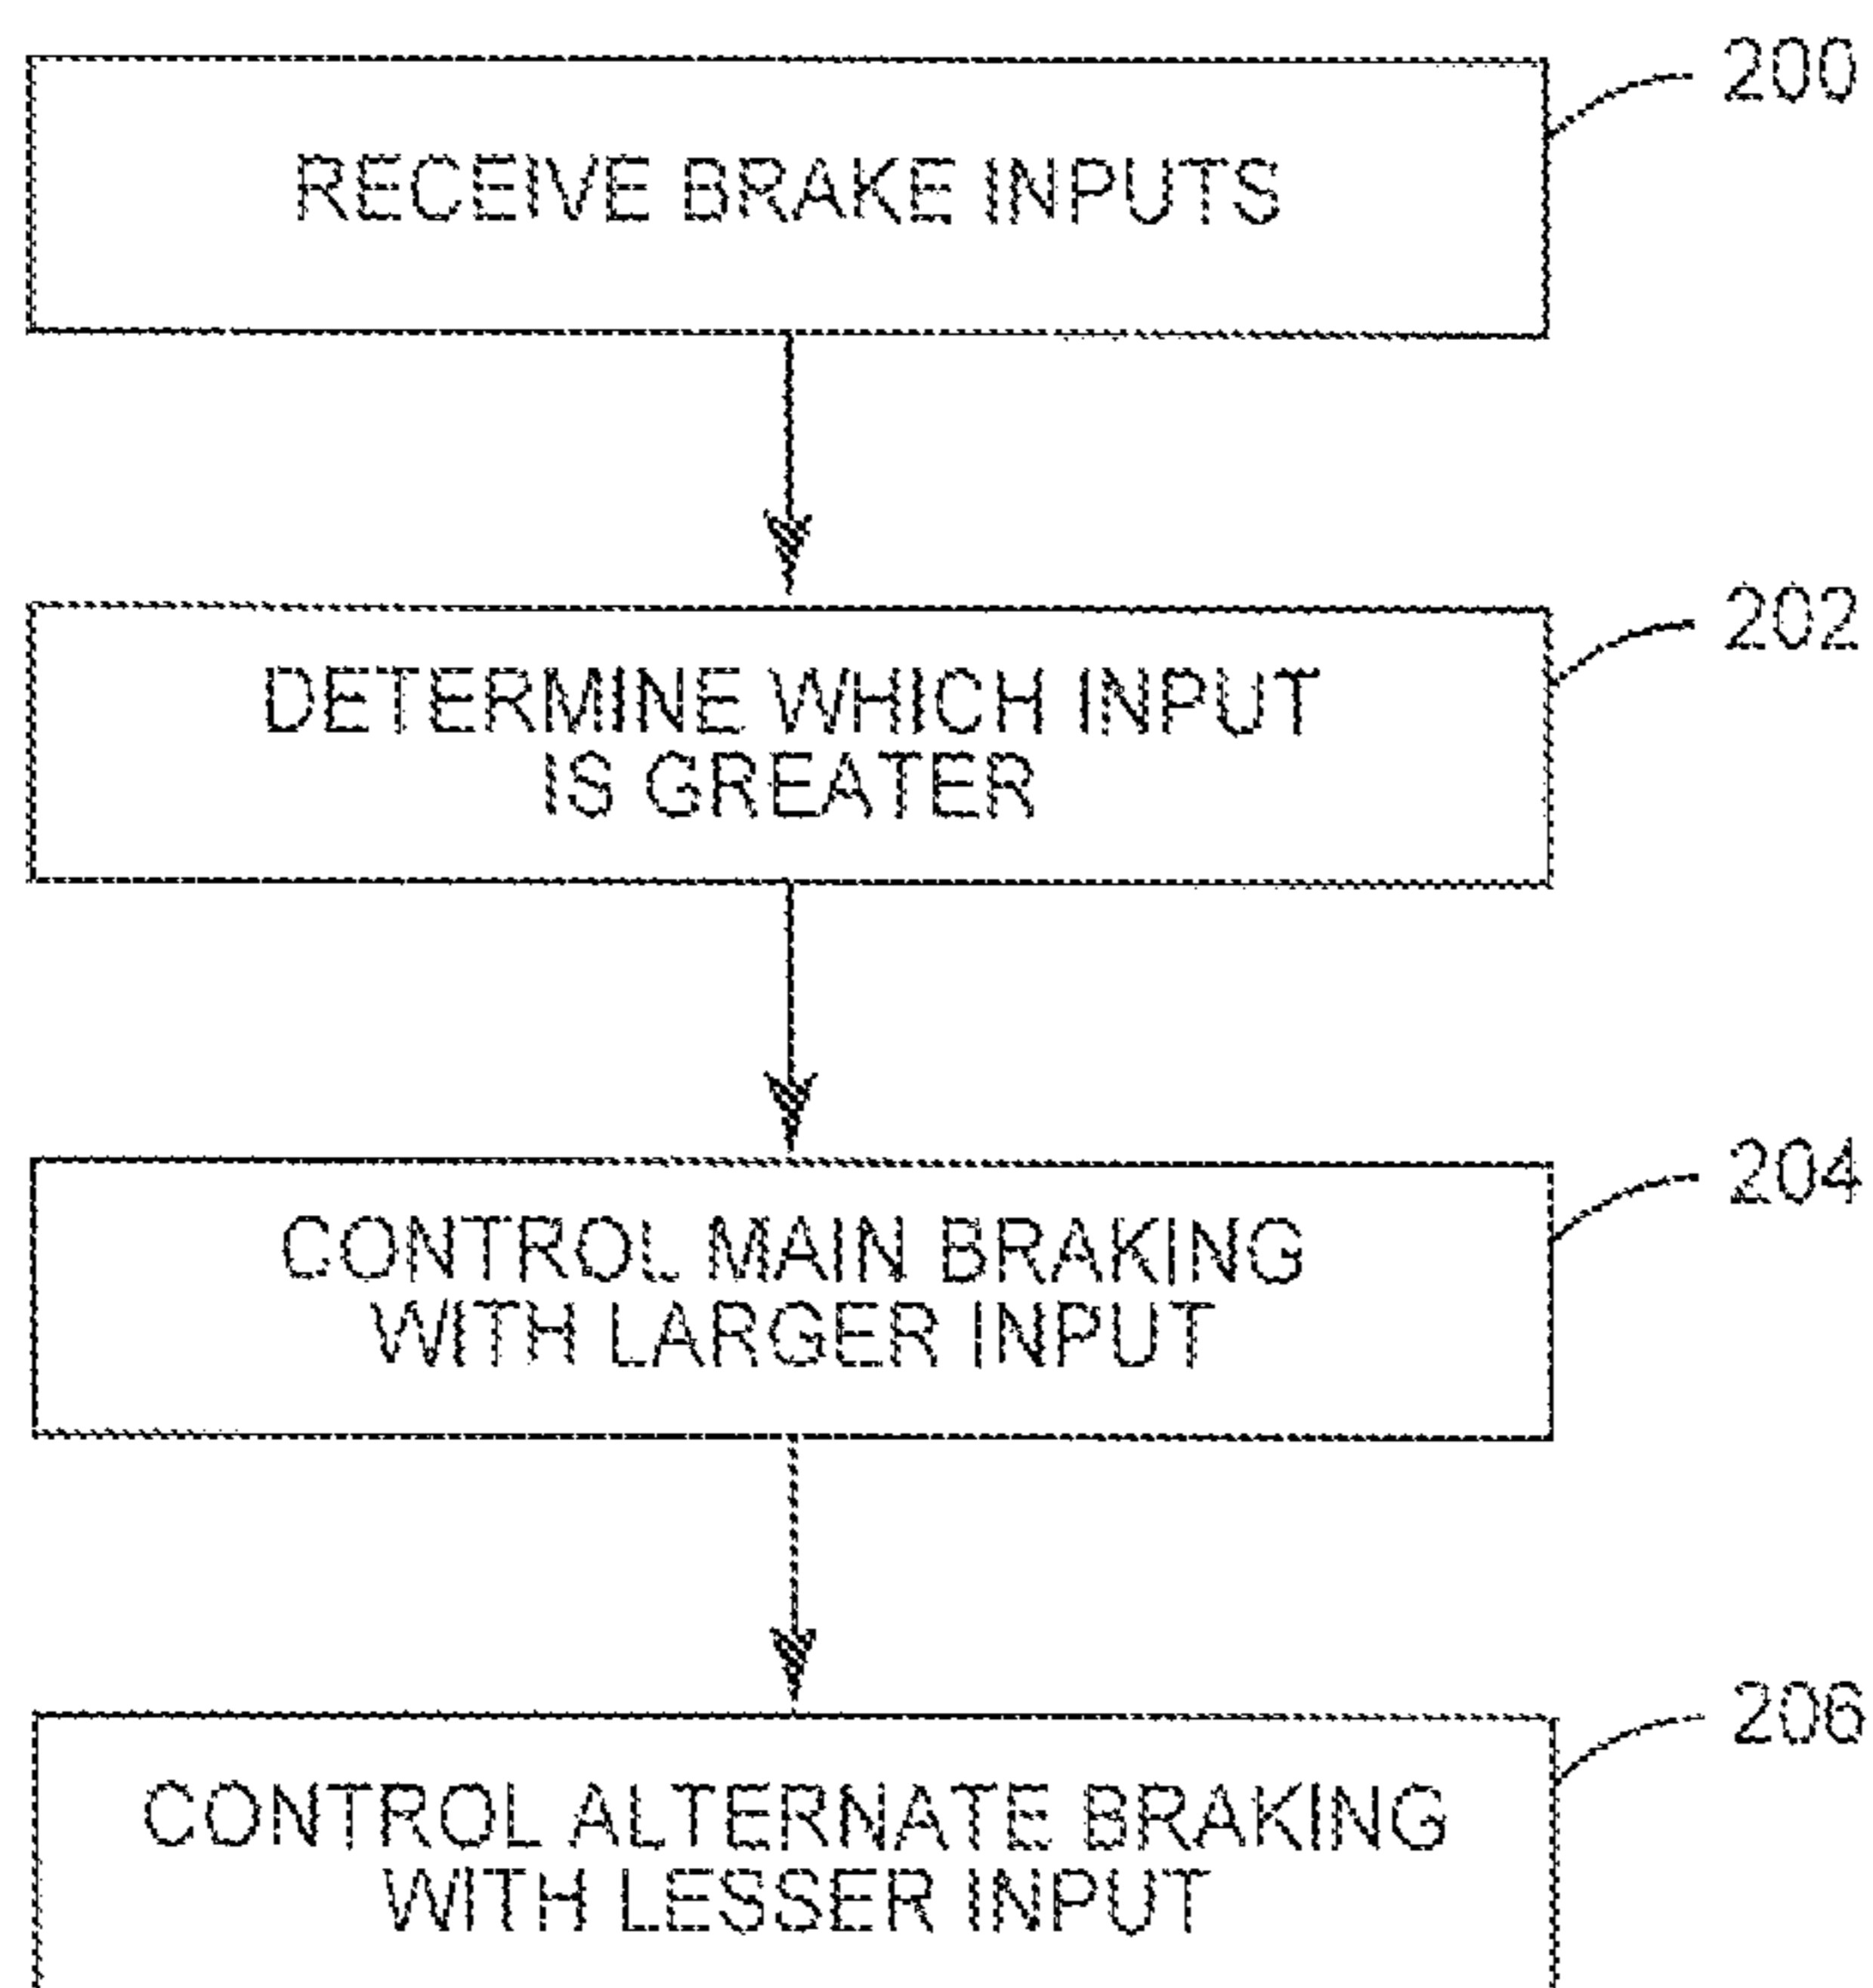 200
RECEIVE BRAKE INPUTS
202
DETERMINE WHICH INPUT
IS GREATER
204
CONTROL MAIN BRAKING
WITH LARGER INPUT
206
CONTROL ALTERNATE BRAKING
WITH LESSER INPUT